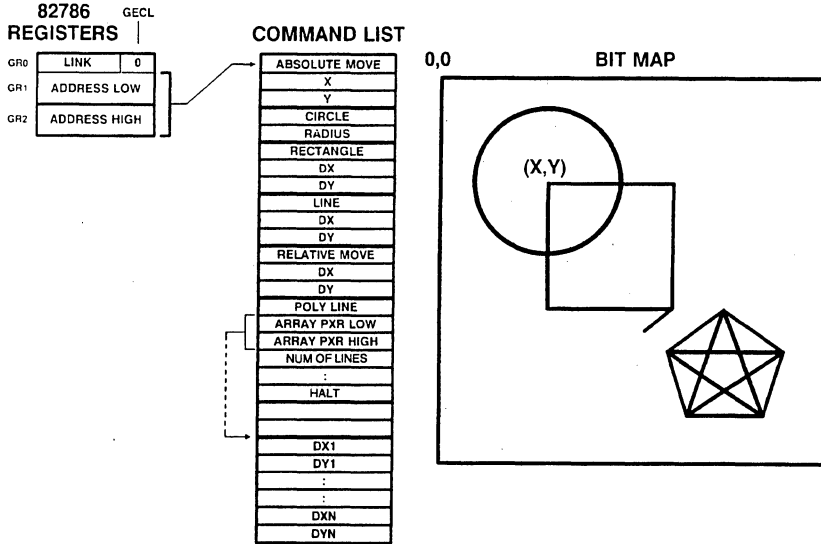 82786 GECL
REGISTERS
GR0 LINK 0
GR1 ADDRESS LOW
GR2 ADDRESS HIGH
COMMAND LIST
ABSOLUTE MOVE
X
Y
CIRCLE
RADIUS
RECTANGLE
DX
DY
LINE
DX
DY
RELATIVE MOVE
DX
DY
POLY LINE
ARRAY PXR LOW
ARRAY PXR HIGH
NUM OF LINES
:
HALT
DX1
DY1
:
:
DXN
DYN
0,0 BIT MAP
(X,Y)